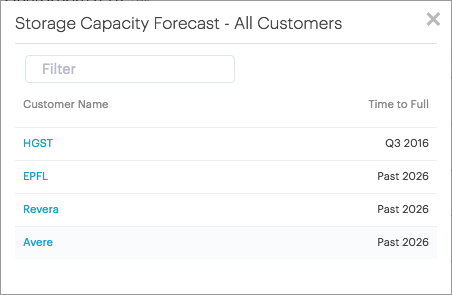 Storage Capacity Forecast - All Customers
Filter
Customer Name Time to Full
HGST Q3 2016
EPFL Past 2026
Revera Past 2026
Avere Past 2026